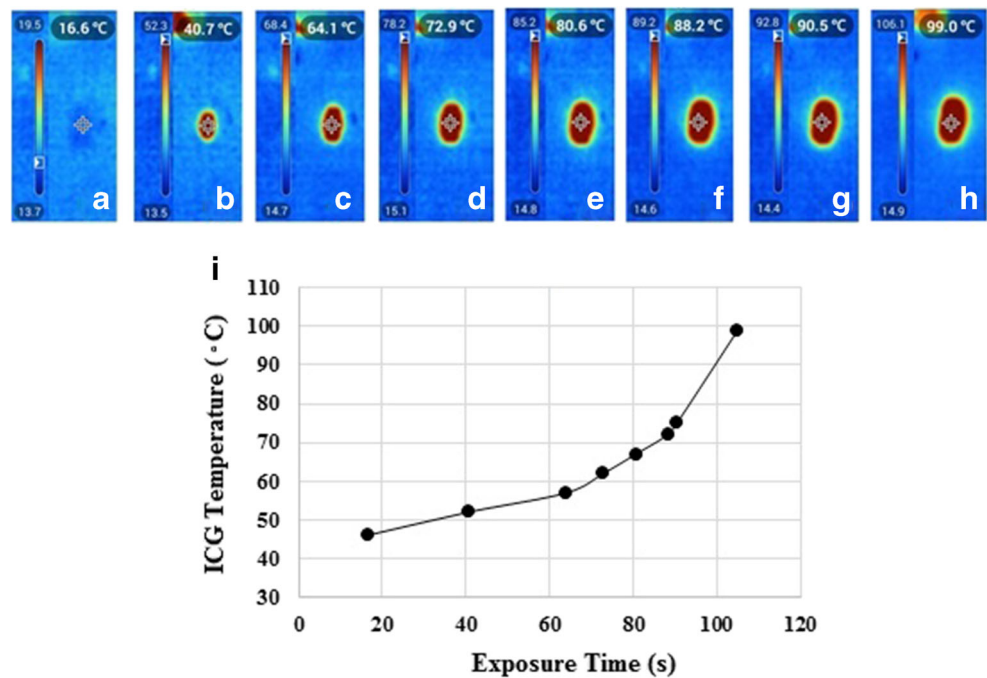 19.5 16.6 °C 52.3 40.7 °C 68.4 64.1 °C 78.2 72.9 °C 85.2 80.6 °C 89.2 88.2 °C 92.8 90.5 °C 106.1 99.0 °C
a b c d e f g h
13.7 13.5 14.7 15.1 14.8 14.6 14.4 14.9
i
110
100
90
80
70
60
50
40
30
ICG Temperature (°C)
0 20 40 60 80 100 120
Exposure Time (s)